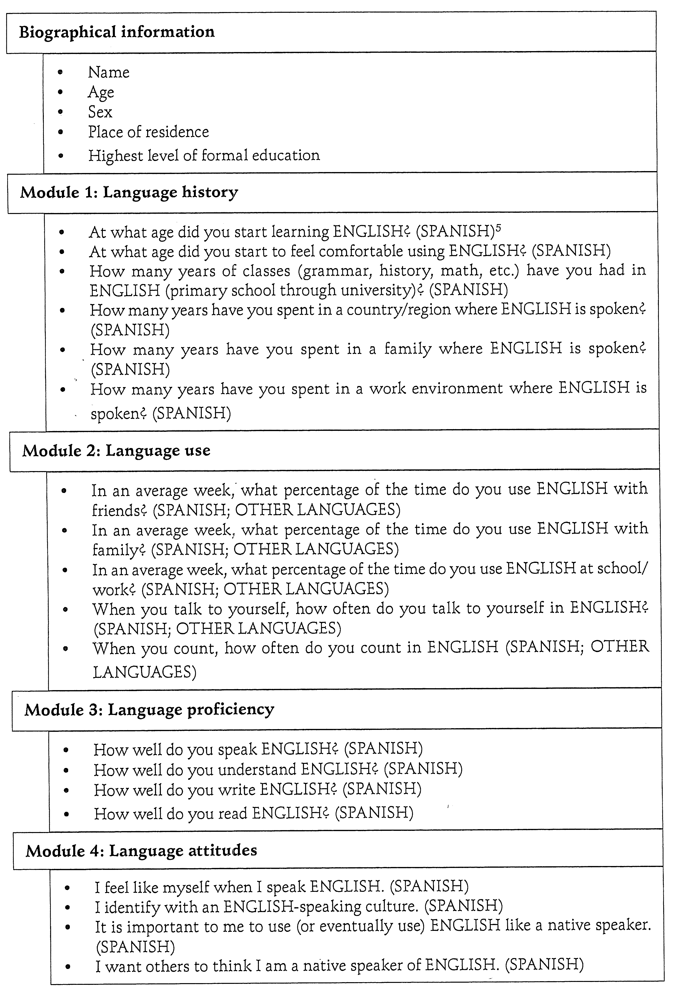 Biographical information
• Name
• Age
• Sex
• Place of residence
• Highest level of formal education
Module 1: Language history
• At what age did you start learning ENGLISH? (SPANISH)⁵
• At what age did you start to feel comfortable using ENGLISH? (SPANISH)
• How many years of classes (grammar, history, math, etc.) have you had in
ENGLISH (primary school through university)? (SPANISH)
• How many years have you spent in a country/region where ENGLISH is spoken?
(SPANISH)
• How many years have you spent in a family where ENGLISH is spoken?
(SPANISH)
• How many years have you spent in a work environment where ENGLISH is
spoken? (SPANISH)
Module 2: Language use
• In an average week, what percentage of the time do you use ENGLISH with
friends? (SPANISH; OTHER LANGUAGES)
• In an average week, what percentage of the time do you use ENGLISH with
family? (SPANISH; OTHER LANGUAGES)
• In an average week, what percentage of the time do you use ENGLISH at school/
work? (SPANISH; OTHER LANGUAGES)
• When you talk to yourself, how often do you talk to yourself in ENGLISH?
(SPANISH; OTHER LANGUAGES)
• When you count, how often do you count in ENGLISH (SPANISH; OTHER
LANGUAGES)
Module 3: Language proficiency
• How well do you speak ENGLISH? (SPANISH)
• How well do you understand ENGLISH? (SPANISH)
• How well do you write ENGLISH? (SPANISH)
• How well do you read ENGLISH? (SPANISH)
Module 4: Language attitudes
• I feel like myself when I speak ENGLISH. (SPANISH)
• I identify with an ENGLISH-speaking culture. (SPANISH)
• It is important to me to use (or eventually use) ENGLISH like a native speaker.
(SPANISH)
• I want others to think I am a native speaker of ENGLISH. (SPANISH)